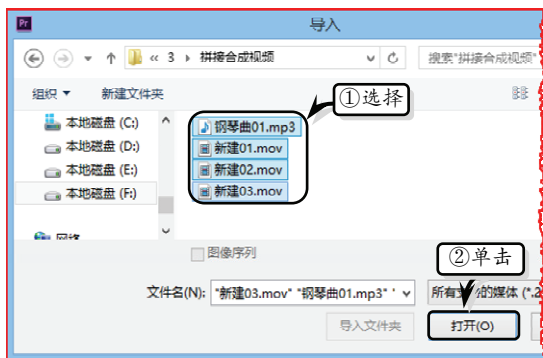 Pr 导入
« 3 › 拼接合成视频
搜索"拼接合成视频"
组织 新建文件夹
①选择
本地磁盘 (C:)
本地磁盘 (D:)
本地磁盘 (E:)
本地磁盘 (F:)
网络
钢琴曲01.mp3
新建01.mov
新建02.mov
新建03.mov
图像序列
②单击
文件名(N): "新建03.mov" "钢琴曲01.mp3" "
所有 的媒体 (*.2
导入文件夹 打开(O)